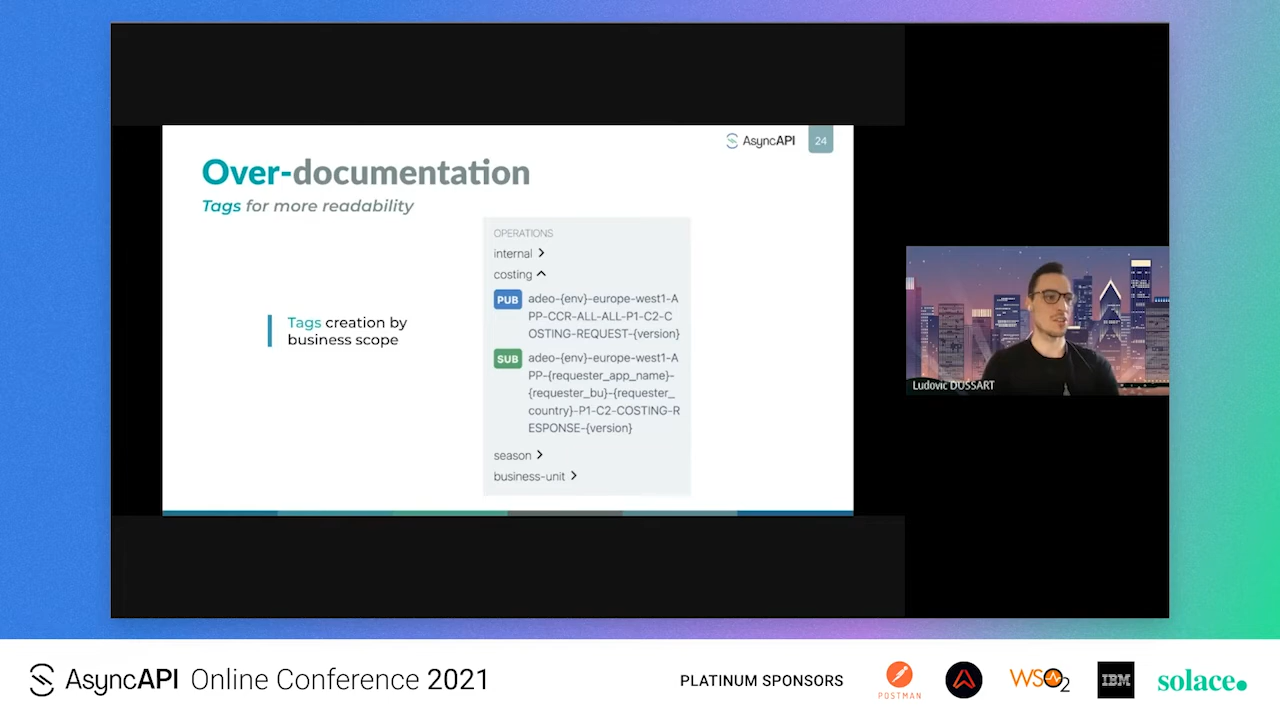 AsyncAPI
24
Over-documentation
Tags for more readability
OPERATIONS
internal
costing
PUB
adeo-{env}-europe-west1-A
PP-CCR-ALL-ALL-P1-C2-C
OSTING-REQUEST-{version}
SUB
adeo-{env}-europe-west1-A
PP-{requester_app_name}-
{requester_bu}-{requester_
country}-P1-C2-COSTING-R
ESPONSE-{version}
season
business-unit
Tags creation by
business scope
Ludovic DUSSART
AsyncAPI Online Conference 2021
PLATINUM SPONSORS
POSTMAN
WSO2
IBM
solace.